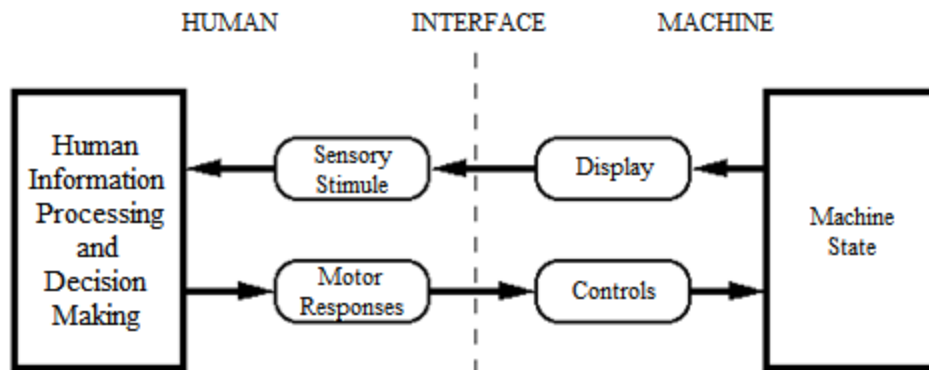 HUMAN INTERFACE MACHINE
Human
Information
Processing
and
Decision
Making
Sensory
Stimule
Display
Motor
Responses
Controls
Machine
State